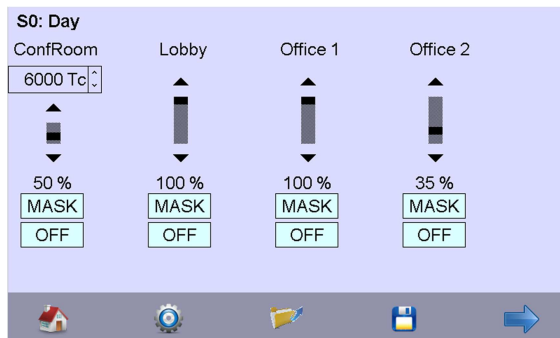 S0: Day
ConfRoom Lobby Office 1 Office 2
6000 Tc
50 % 100 % 100 % 35 %
MASK MASK MASK MASK
OFF OFF OFF OFF